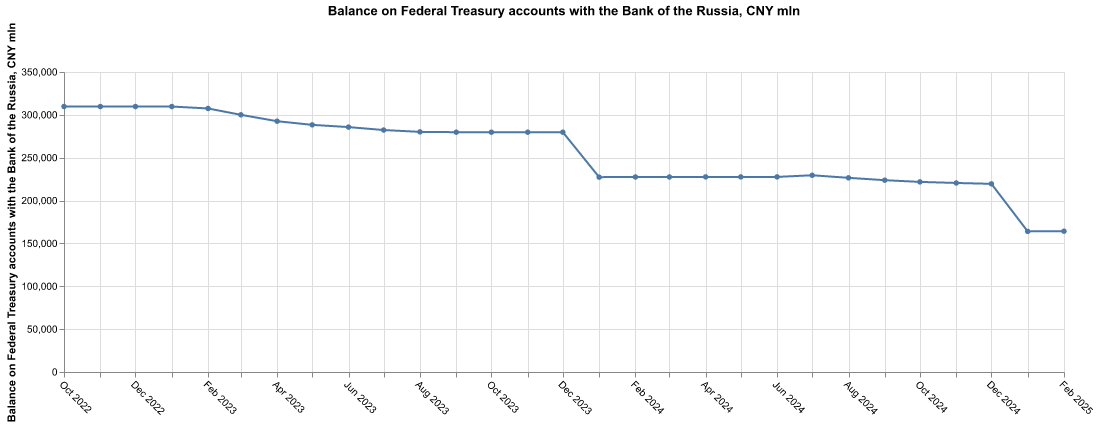 Balance on Federal Treasury accounts with the Bank of the Russia, CNY mln
Balance on Federal Treasury accounts with the Bank of the Russia, CNY mln
350,000
300,000
250,000
200,000
150,000
100,000
50,000
0
Oct 2022
Dec 2022
Feb 2023
Apr 2023
Jun 2023
Aug 2023
Oct 2023
Dec 2023
Feb 2024
Apr 2024
Jun 2024
Aug 2024
Oct 2024
Dec 2024
Feb 2025